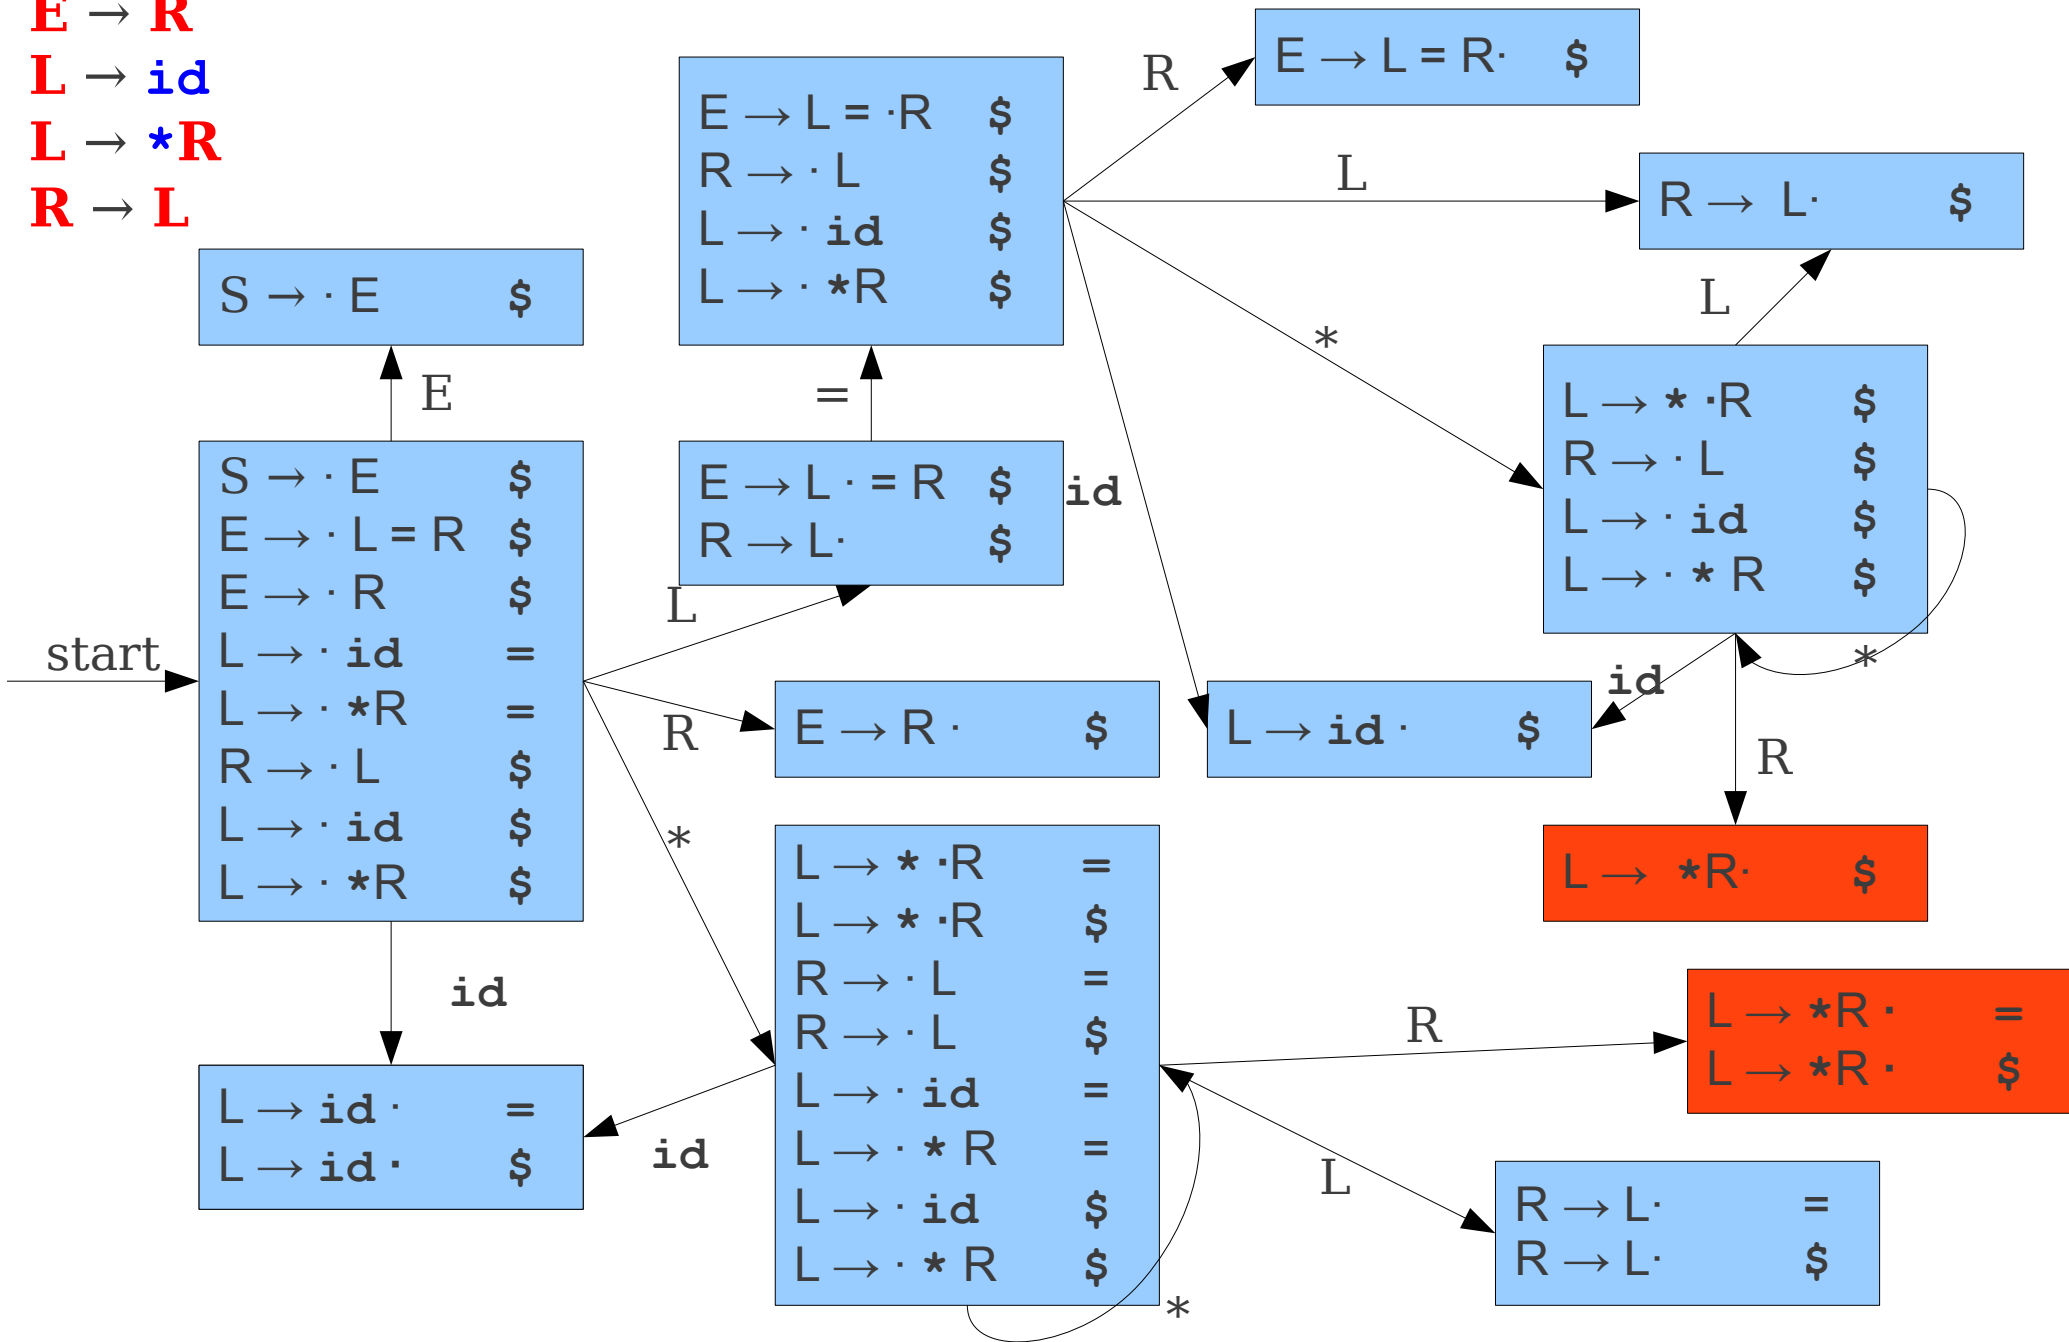 E → R
L → id
L → *R
R → L
S → · E $
E
S → · E $
E → · L = R $
E → · R $
L → · id =
L → · *R =
R → · L $
L → · id $
L → · *R $
start
id
L → id · =
L → id · $
E → L = ·R $
R → · L $
L → · id $
L → · *R $
=
E → L · = R $
R → L· $
L
R
E → R · $
*
L → * ·R =
L → * ·R $
R → · L =
R → · L $
L → · id =
L → · * R =
L → · id $
L → · * R $
id
*
R
E → L = R· $
L
R → L· $
L
*
id
L → * ·R $
R → · L $
L → · id $
L → · * R $
*
id
L → id · $
R
L → *R· $
R
L → *R · =
L → *R · $
L
R → L· =
R → L· $